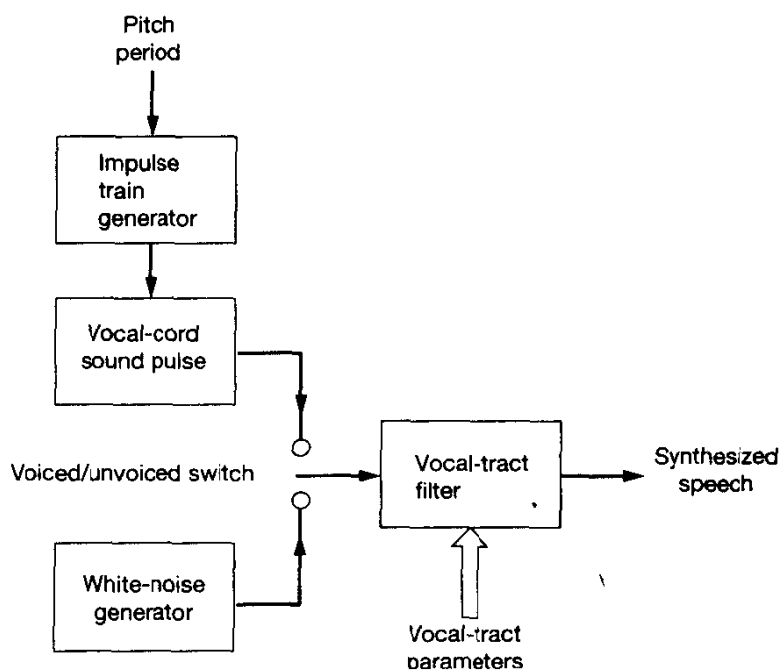 Pitch
period
Impulse
train
generator
Vocal-cord
sound pulse
Voiced/unvoiced switch
Vocal-tract
filter
Synthesized
speech
White-noise
generator
Vocal-tract
parameters